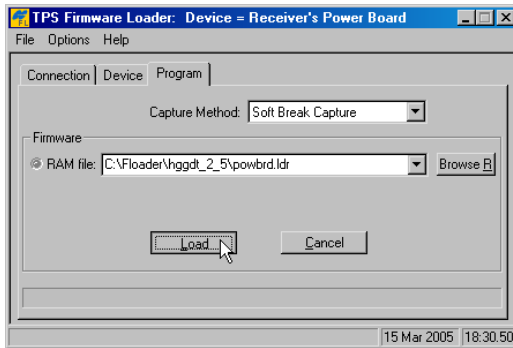 TPS Firmware Loader:  Device = Receiver's Power Board
File Options Help
Connection Device Program
Capture Method: Soft Break Capture
Firmware
RAM file: C:\Floader\hggdt_2_5\powbrd.ldr Browse R
Load Cancel
15 Mar 2005 18:30.50